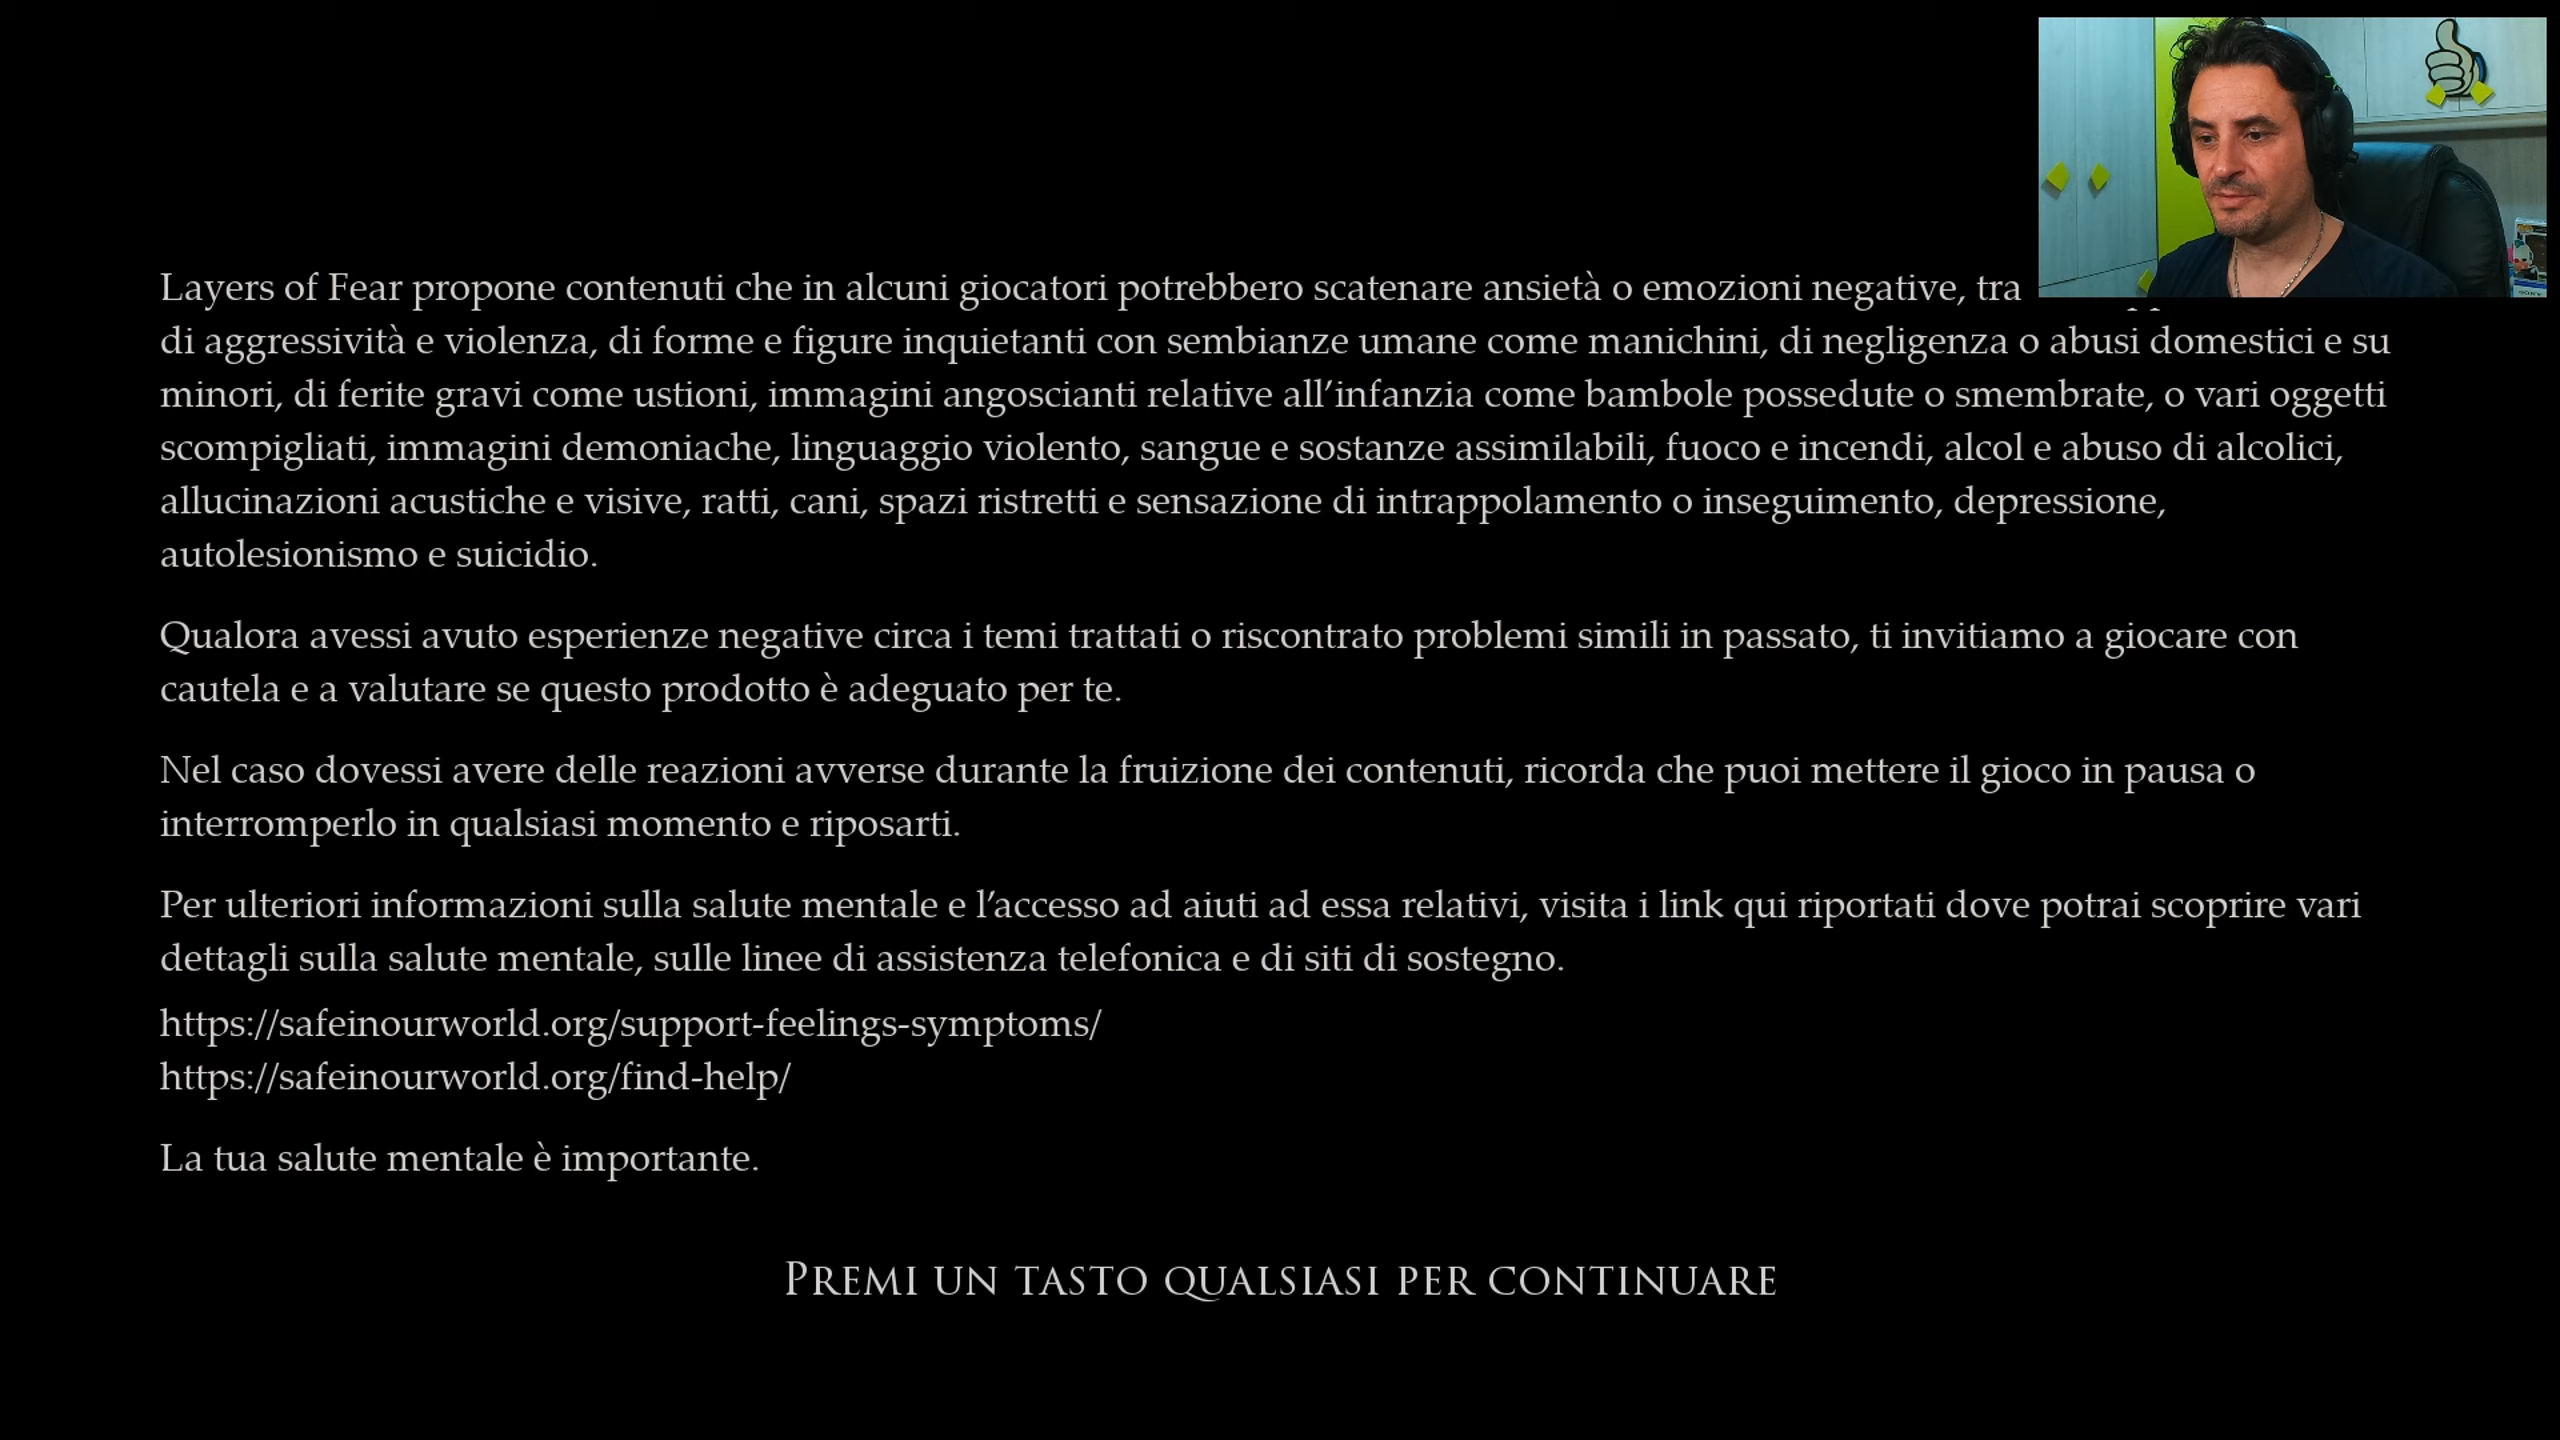 Layers of Fear propone contenuti che in alcuni giocatori potrebbero scatenare ansietà o emozioni negative, tra
di aggressività e violenza, di forme e figure inquietanti con sembianze umane come manichini, di negligenza o abusi domestici e su
minori, di ferite gravi come ustioni, immagini angoscianti relative all’infanzia come bambole possedute o smembrate, o vari oggetti
scompigliati, immagini demoniache, linguaggio violento, sangue e sostanze assimilabili, fuoco e incendi, alcol e abuso di alcolici,
allucinazioni acustiche e visive, ratti, cani, spazi ristretti e sensazione di intrappolamento o inseguimento, depressione,
autolesionismo e suicidio.
Qualora avessi avuto esperienze negative circa i temi trattati o riscontrato problemi simili in passato, ti invitiamo a giocare con
cautela e a valutare se questo prodotto è adeguato per te.
Nel caso dovessi avere delle reazioni avverse durante la fruizione dei contenuti, ricorda che puoi mettere il gioco in pausa o
interromperlo in qualsiasi momento e riposarti.
Per ulteriori informazioni sulla salute mentale e l’accesso ad aiuti ad essa relativi, visita i link qui riportati dove potrai scoprire vari
dettagli sulla salute mentale, sulle linee di assistenza telefonica e di siti di sostegno.
https://safeinourworld.org/support-feelings-symptoms/
https://safeinourworld.org/find-help/
La tua salute mentale è importante.
PREMI UN TASTO QUALSIASI PER CONTINUARE